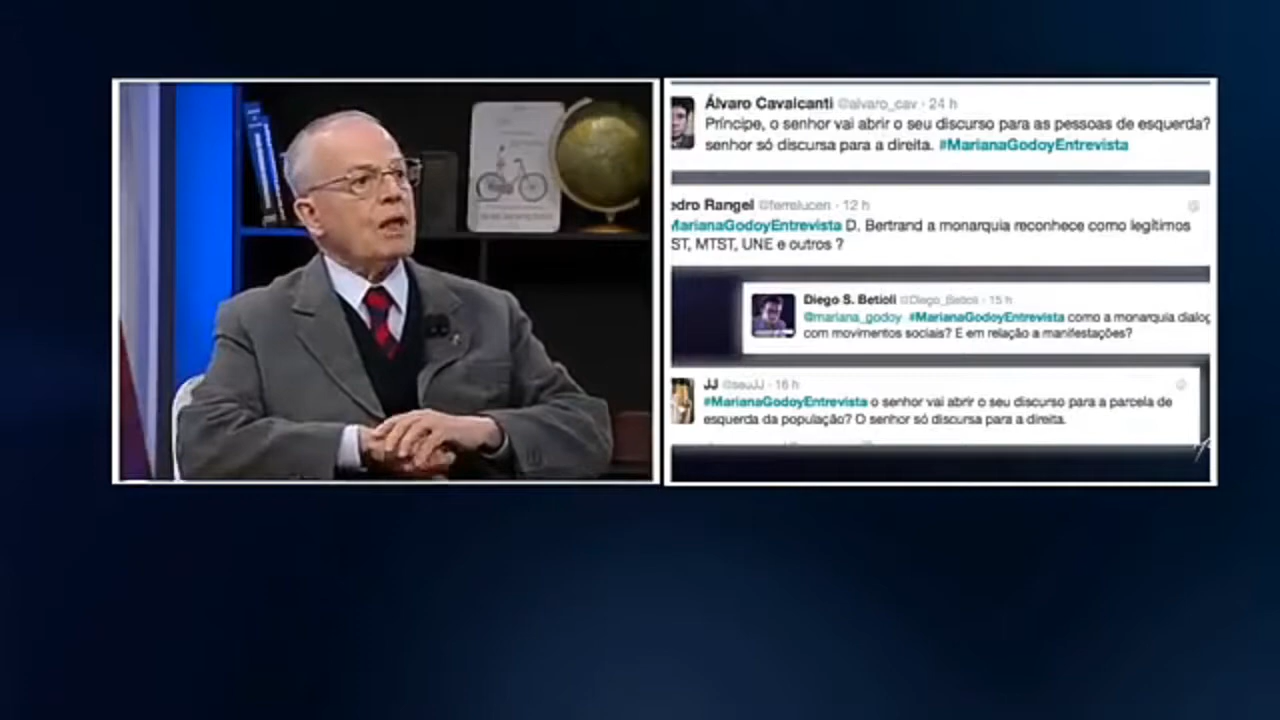 Álvaro Cavalcanti @alvaro_cav · 24 h
Príncipe, o senhor vai abrir o seu discurso para as pessoas de esquerda?
senhor só discursa para a direita. #MarianaGodoyEntrevista
edro Rangel @ferrelucen · 12 h
MarianaGodoyEntrevista D. Bertrand a monarquia reconhece como legítimos
ST, MTST, UNE e outros ?
Diego S. Betioli @Diego_Betioli · 15 h
@mariana_godoy #MarianaGodoyEntrevista como a monarquia dialog
com movimentos sociais? E em relação a manifestações?
JJ @seuJJ · 16 h
#MarianaGodoyEntrevista o senhor vai abrir o seu discurso para a parcela de
esquerda da população? O senhor só discursa para a direita.